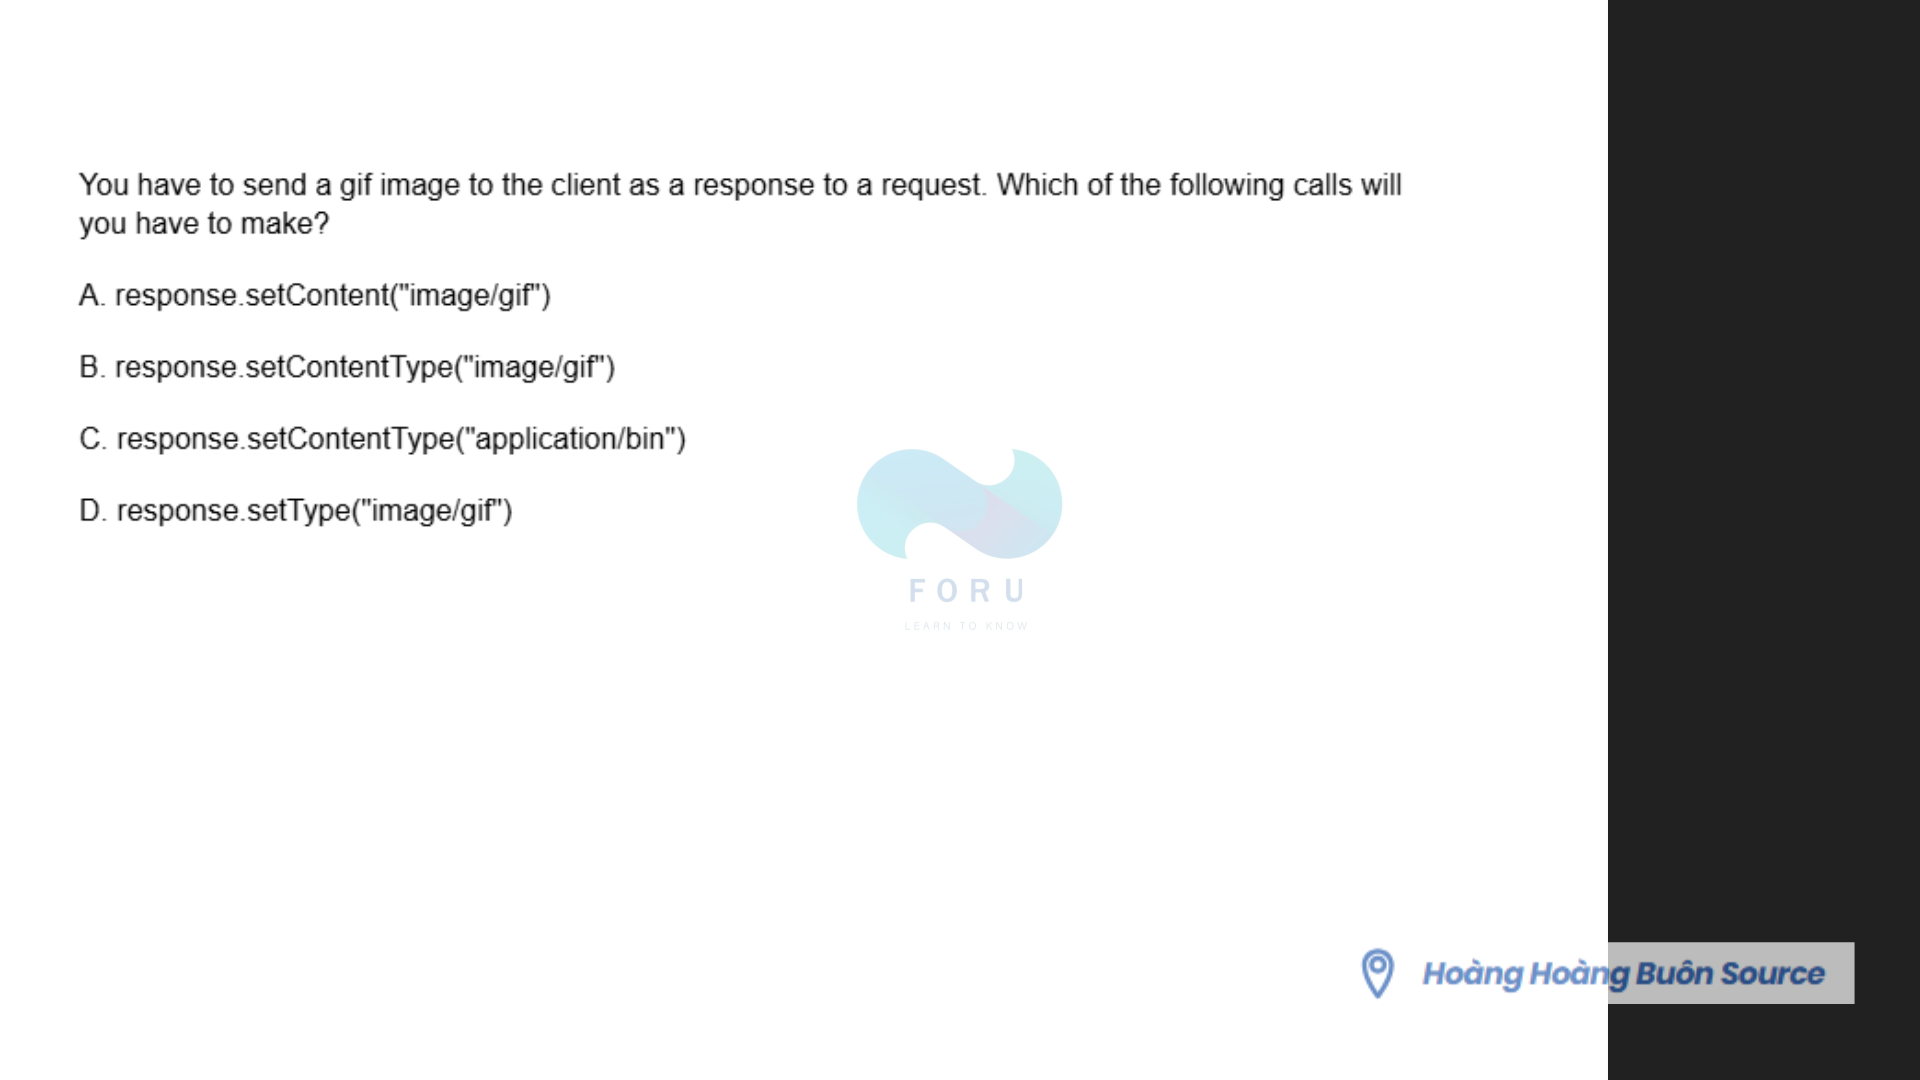 You have to send a gif image to the client as a response to a request. Which of the following calls will
you have to make?
A. response.setContent("image/gif")
B. response.setContentType("image/gif")
C. response.setContentType("application/bin")
D. response.setType("image/gif")
FORU
LEARN TO KNOW
Hoàng Hoàng Buôn Source